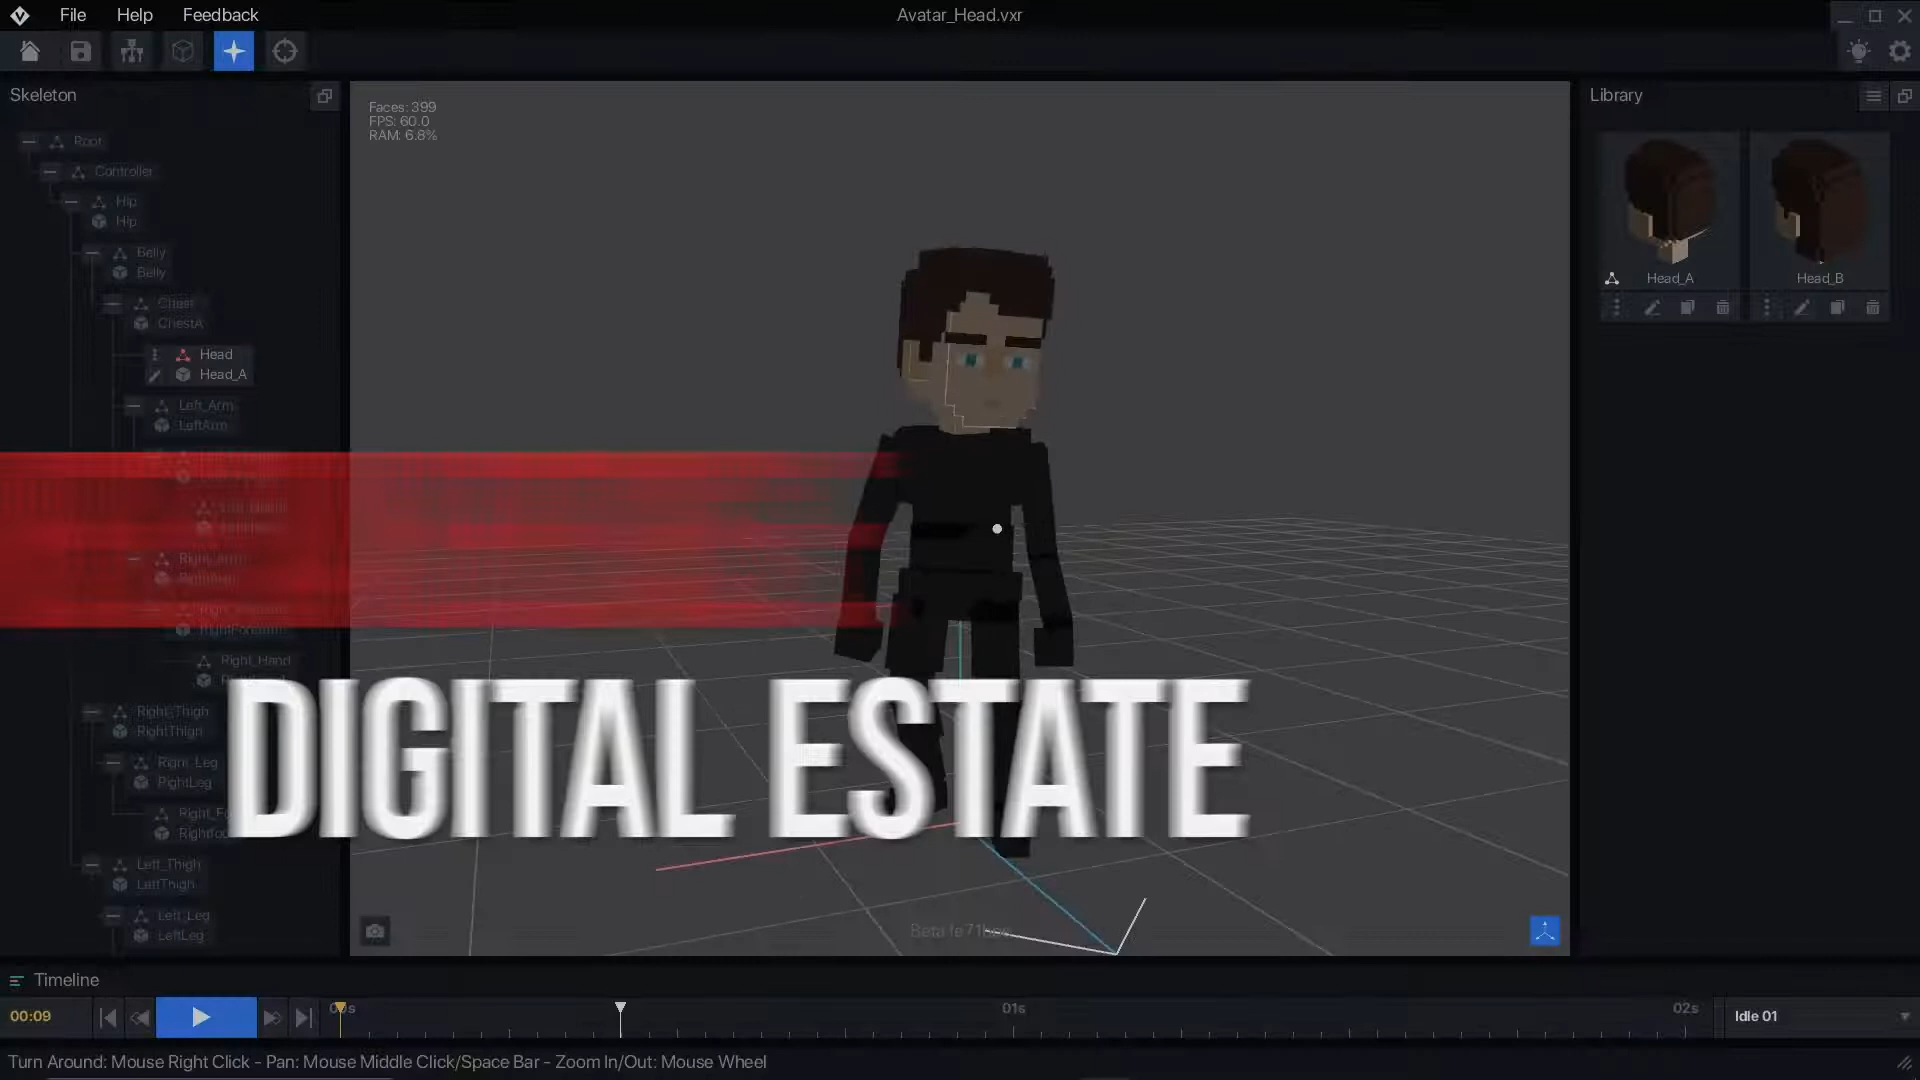 File Help Feedback
Avatar_Head.vxr
Skeleton
Faces: 399
FPS: 60.0
RAM: 6.8%
Library
Root
Controller
Hip
Hip
Belly
Belly
Chest
ChestA
Head
Head_A
Left_Arm
LeftArm
Right_Arm
Right_Hand
Right_Thigh
RightThigh
Right_Leg
RightLeg
Left_Thigh
LeftThigh
Left_Leg
LeftLeg
Head_A
Head_B
DIGITAL ESTATE
Timeline
00:09
00s
01s
02s
Idle 01
Turn Around: Mouse Right Click - Pan: Mouse Middle Click/Space Bar - Zoom In/Out: Mouse Wheel